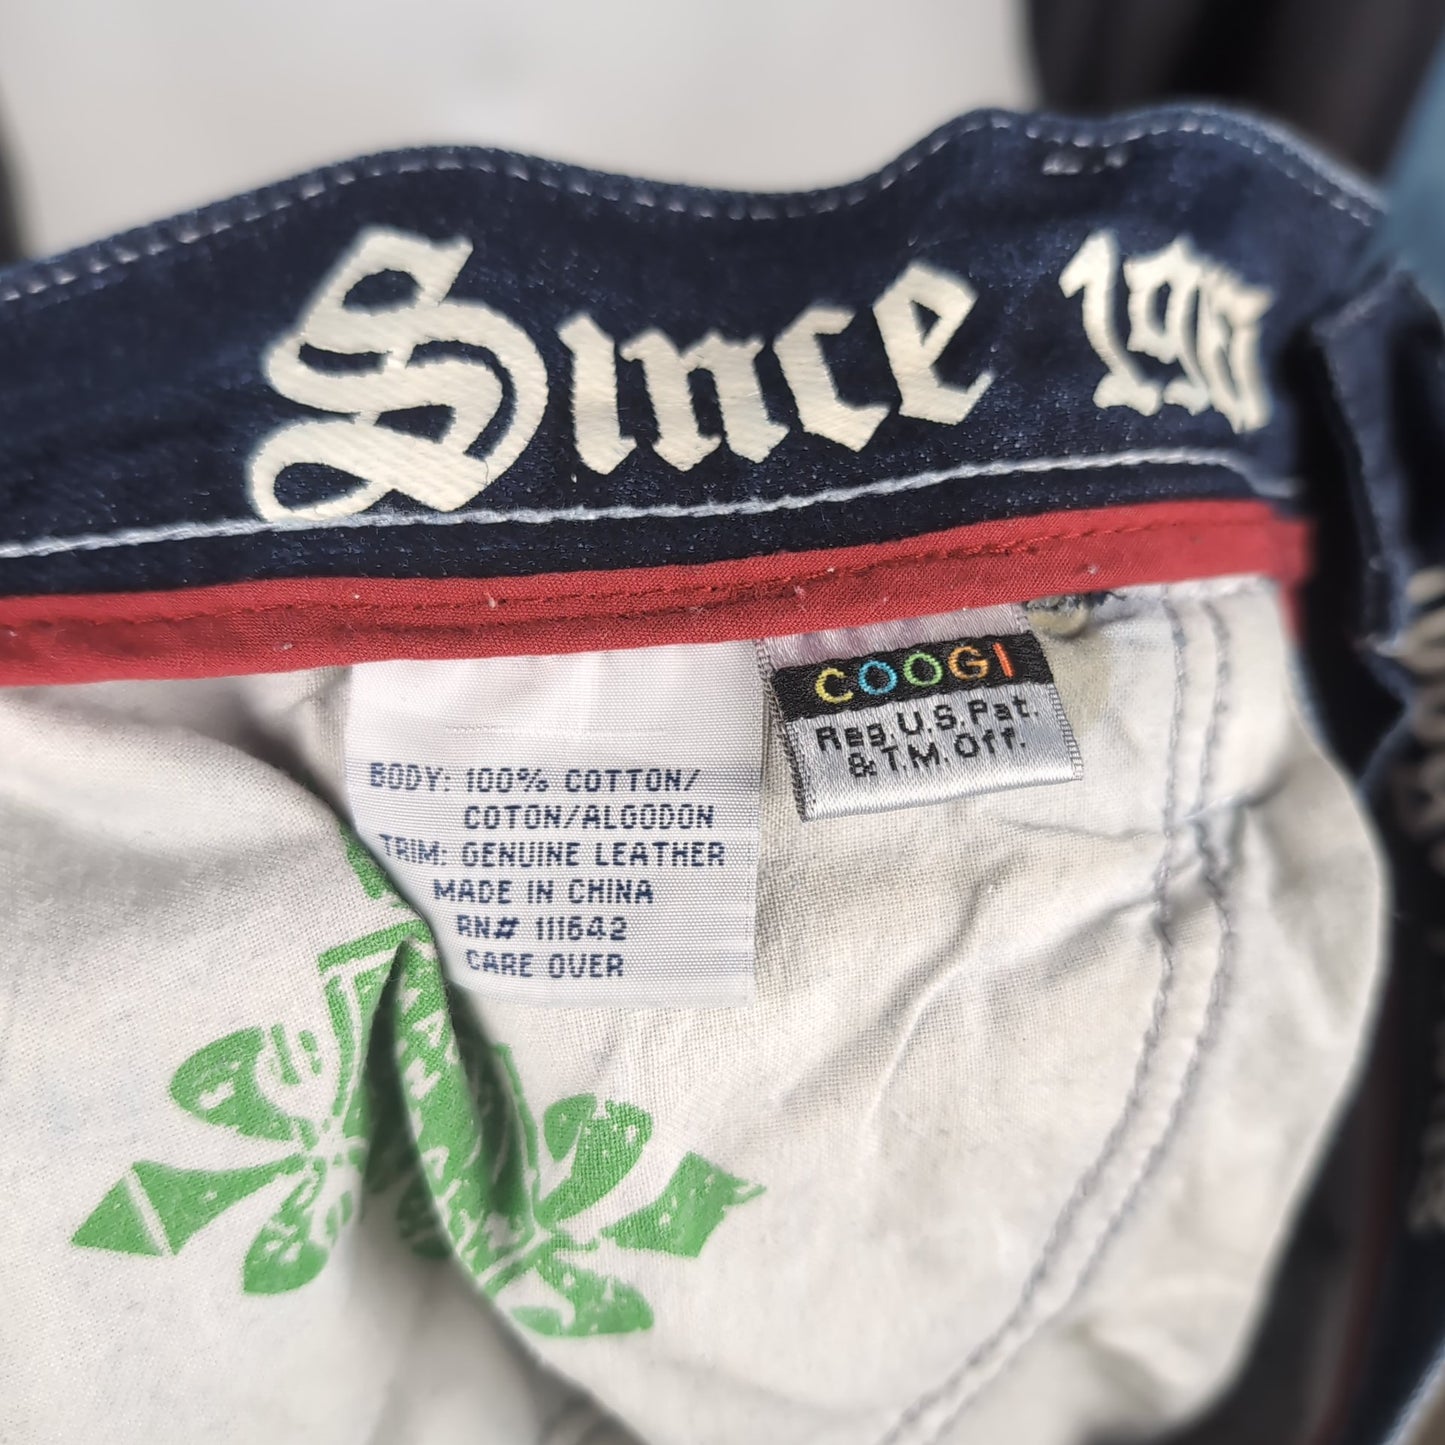 Since
COOGI
Reg.U.S.Pat.
& T.M.Off.
BODY: 100% COTTON/
COTON/ALGODON
TRIM: GENUINE LEATHER
MADE IN CHINA
RN# 111642
CARE OVER